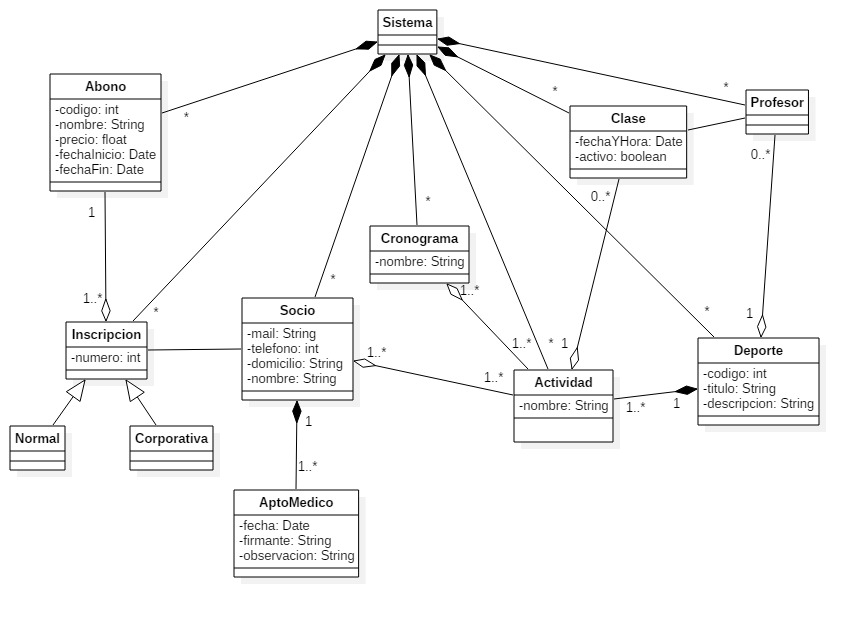 Sistema
Abono
-codigo: int
-nombre: String
-precio: float
-fechaInicio: Date
-fechaFin: Date
*
*
*
Profesor
Clase
-fechaYHora: Date
-activo: boolean
0..*
0..*
1
*
Cronograma
-nombre: String
1..*
*
1..*
*
Inscripcion
-numero: int
Socio
-mail: String
-telefono: int
-domicilio: String
-nombre: String
1..*
1..*
1..*
*
1
Actividad
-nombre: String
*
1
Deporte
-codigo: int
-titulo: String
-descripcion: String
1..*
1
Normal
Corporativa
1
1..*
AptoMedico
-fecha: Date
-firmante: String
-observacion: String